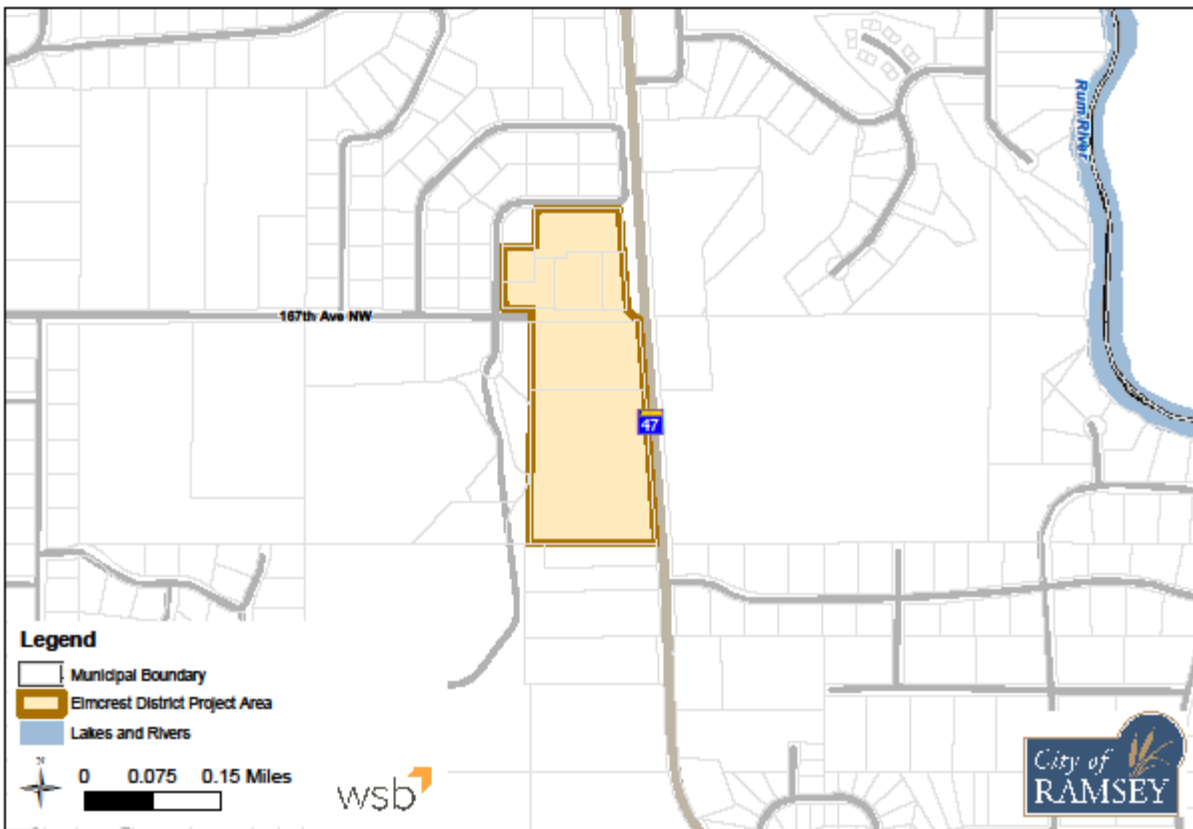 Rum River
167th Ave NW
47
Legend
Municipal Boundary
Elmcrest District Project Area
Lakes and Rivers
N
0 0.075 0.15 Miles
wsb
City of
RAMSEY